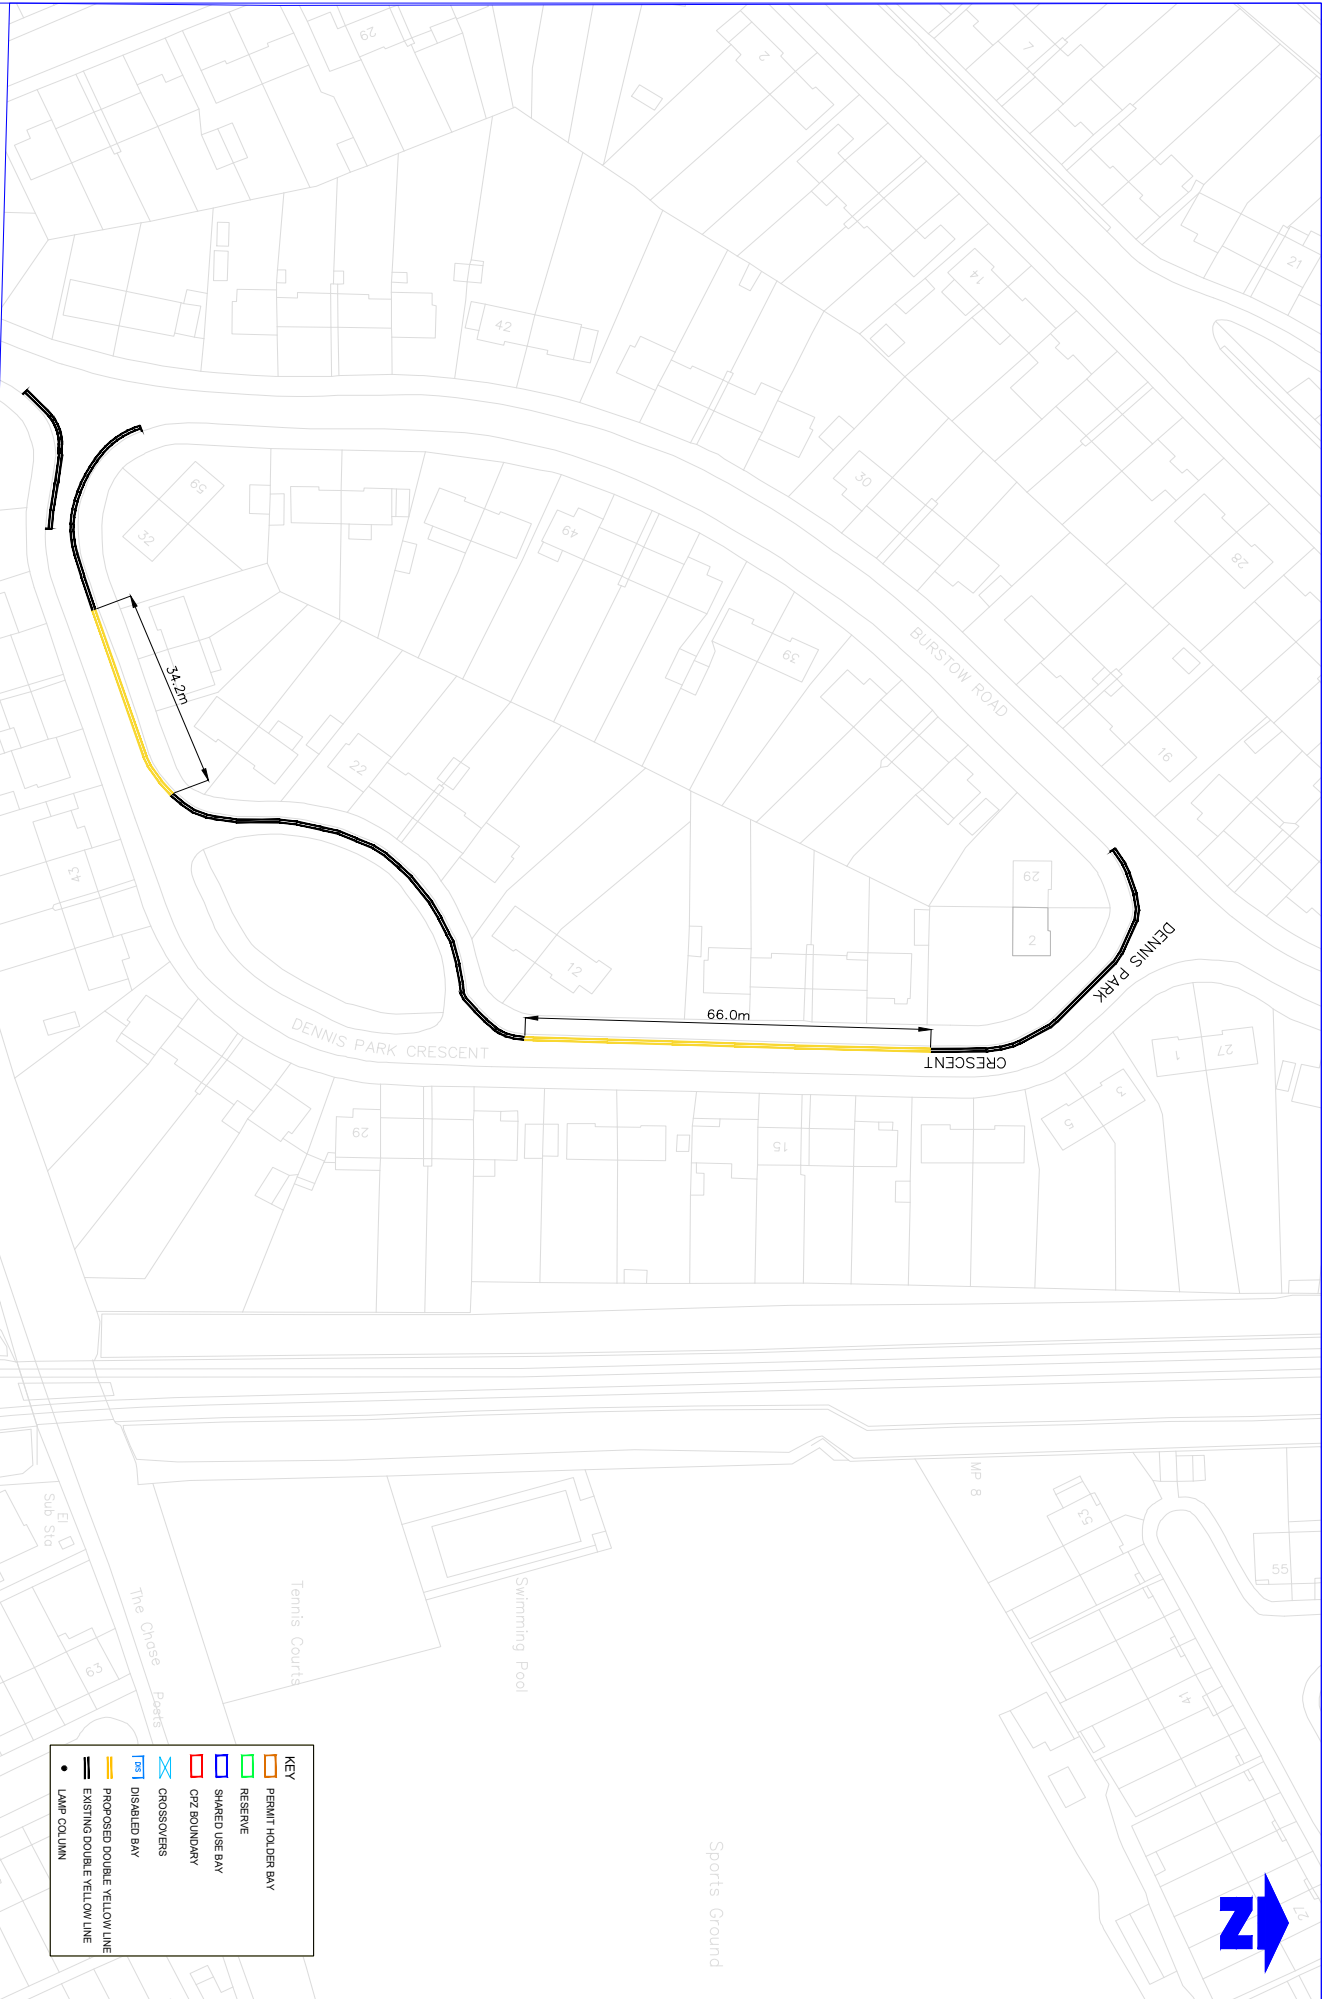 29
2
7
21
14
42
30
28
59
32
49
39
BURSTOW ROAD
16
34.2m
22
43
12
29
2
DENNIS PARK
CRESCENT
66.0m
DENNIS PARK CRESCENT
1
27
3
5
29
15
MP 8
53
55
El
Sub Sta
The Chase
Posts
63
Tennis Courts
Swimming Pool
Sports Ground
41
27
KEY
PERMIT HOLDER BAY
RESERVE
SHARED USE BAY
CPZ BOUNDARY
CROSSOVERS
DIS
DISABLED BAY
PROPOSED DOUBLE YELLOW LINE
EXISTING DOUBLE YELLOW LINE
LAMP COLUMN
N